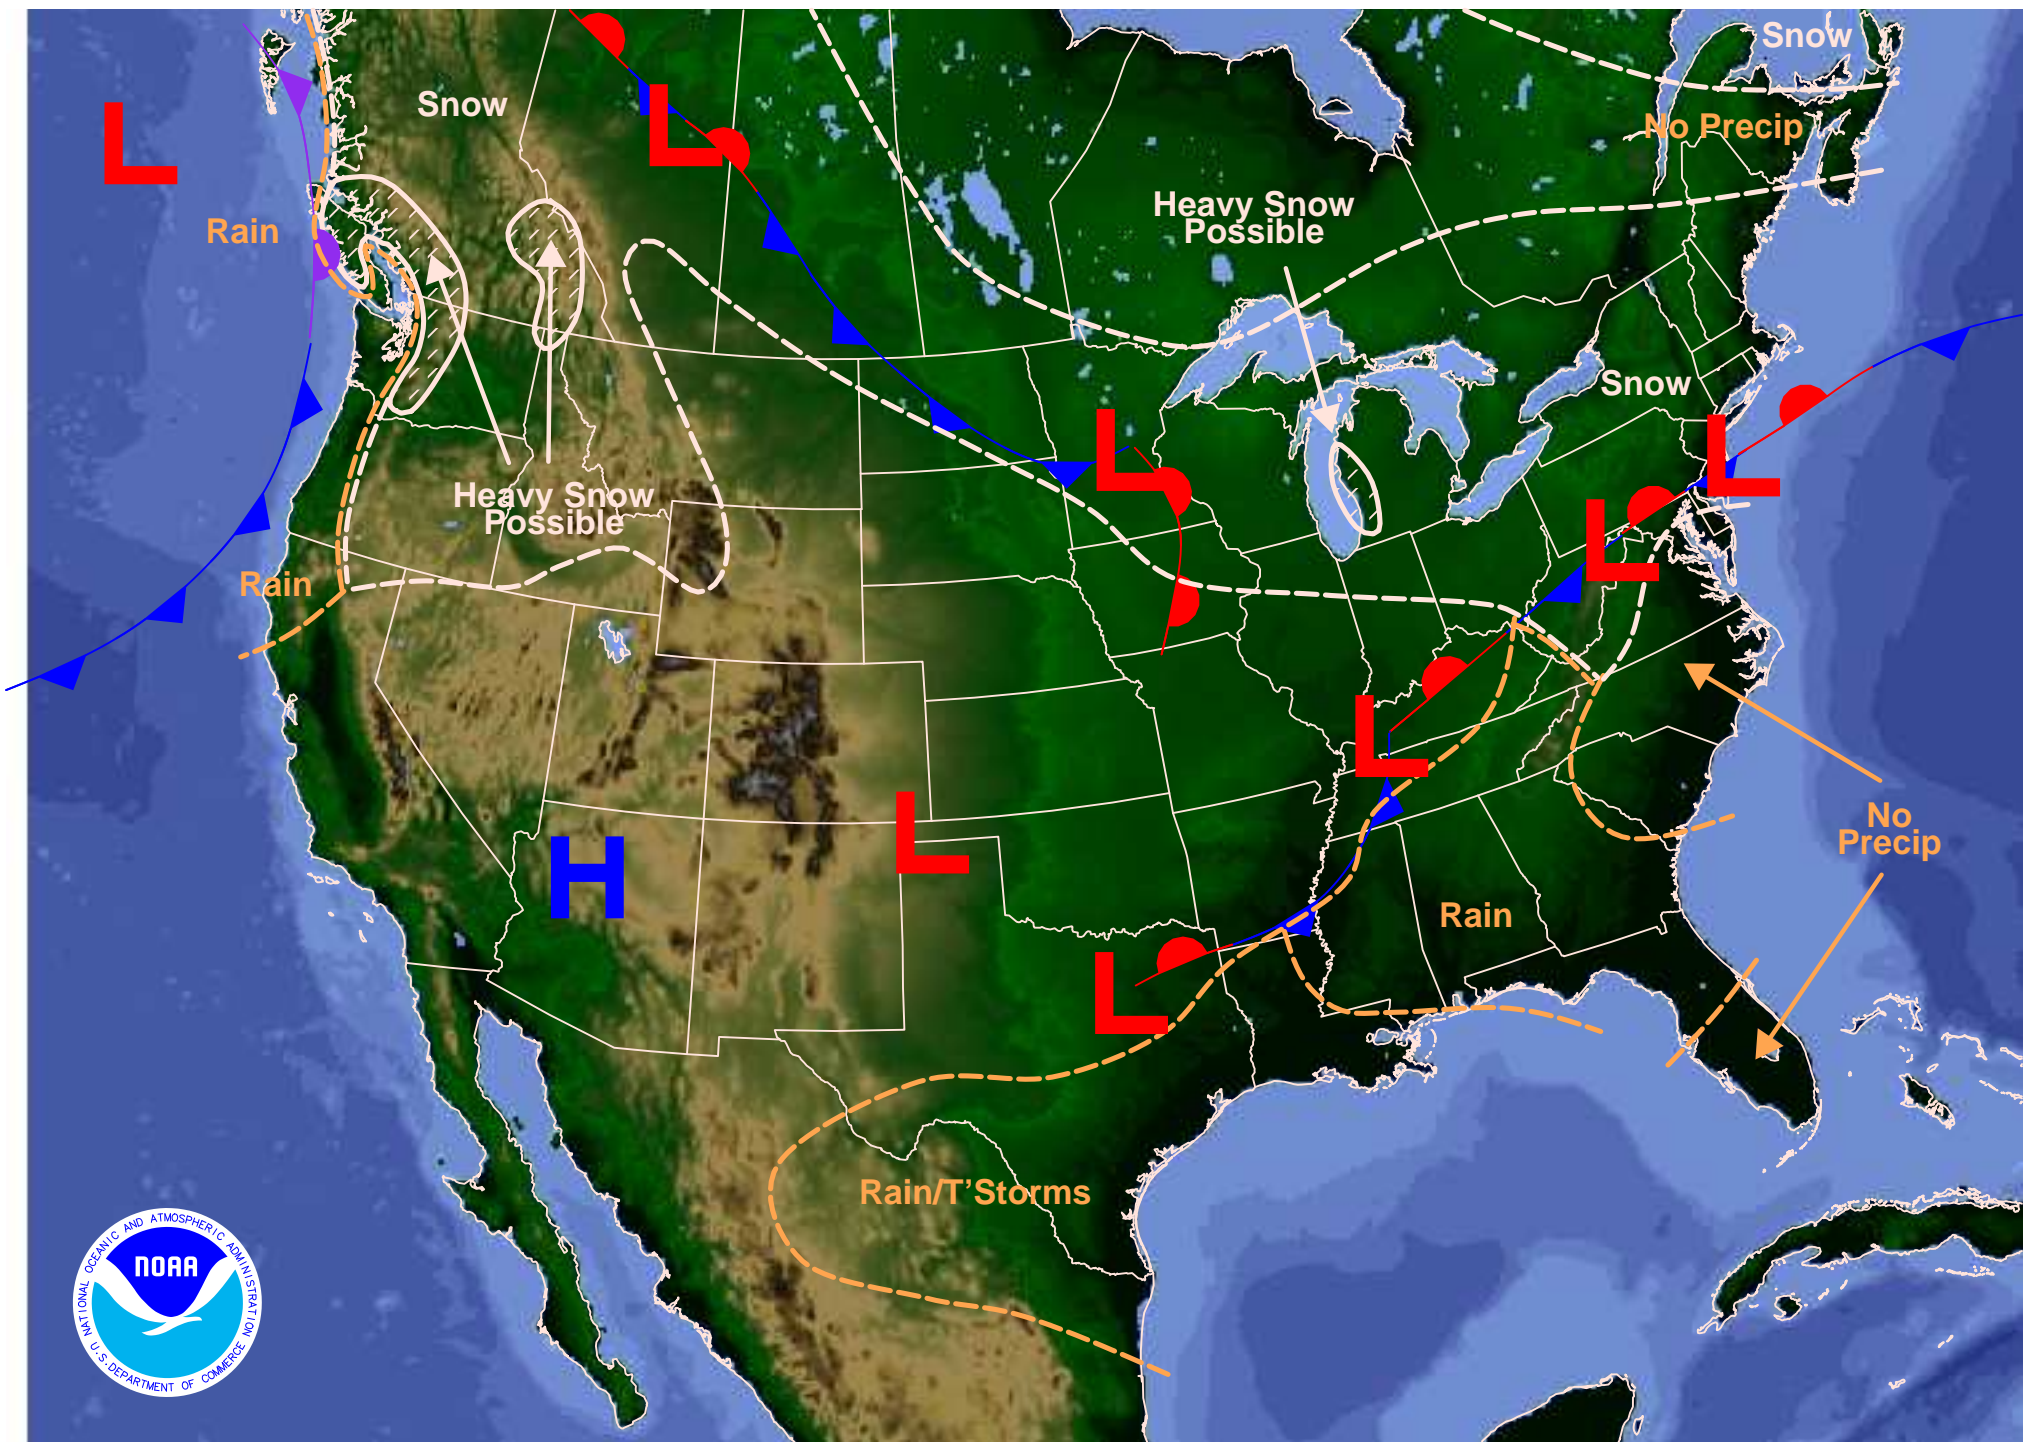 Snow
Snow
No Precip
L
L
Heavy Snow
Possible
Rain
Snow
L
L
Heavy Snow
Possible
L
Rain
L
L
H
No
Precip
Rain
L
Rain/T’Storms
NATIONAL OCEANIC AND ATMOSPHERIC ADMINISTRATION
NOAA
U.S. DEPARTMENT OF COMMERCE